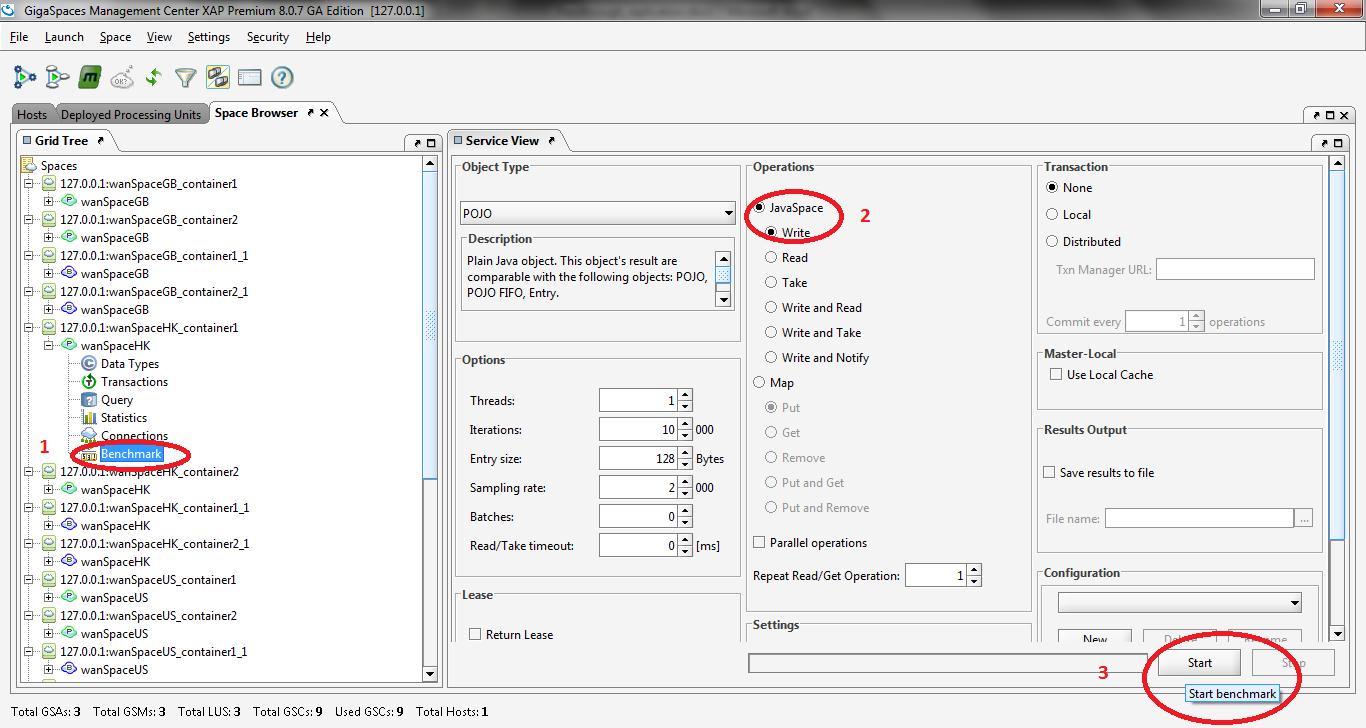 GigaSpaces Management Center XAP Premium 8.0.7 GA Edition [127.0.0.1]
File Launch Space View Settings Security Help
m OK? ?
Hosts Deployed Processing Units Space Browser
Grid Tree
Spaces
127.0.0.1:wanSpaceGB_container1
wanSpaceGB
127.0.0.1:wanSpaceGB_container2
wanSpaceGB
127.0.0.1:wanSpaceGB_container1_1
wanSpaceGB
127.0.0.1:wanSpaceGB_container2_1
wanSpaceGB
127.0.0.1:wanSpaceHK_container1
wanSpaceHK
Data Types
Transactions
Query
Statistics
Connections
1
Benchmark
127.0.0.1:wanSpaceHK_container2
wanSpaceHK
127.0.0.1:wanSpaceHK_container1_1
wanSpaceHK
127.0.0.1:wanSpaceHK_container2_1
wanSpaceHK
127.0.0.1:wanSpaceUS_container1
wanSpaceUS
127.0.0.1:wanSpaceUS_container2
wanSpaceUS
127.0.0.1:wanSpaceUS_container1_1
wanSpaceUS
Service View
Object Type
POJO
Description
Plain Java object. This object's result are
comparable with the following objects: POJO,
POJO FIFO, Entry.
Options
Threads: 1
Iterations: 10 000
Entry size: 128 Bytes
Sampling rate: 2 000
Batches: 0
Read/Take timeout: 0 [ms]
Lease
Return Lease
Operations
JavaSpace
2
Write
Read
Take
Write and Read
Write and Take
Write and Notify
Map
Put
Get
Remove
Put and Get
Put and Remove
Parallel operations
Repeat Read/Get Operation: 1
Settings
Transaction
None
Local
Distributed
Txn Manager URL:
Commit every 1 operations
Master-Local
Use Local Cache
Results Output
Save results to file
File name: ...
Configuration
New Delete Rename
3
Start Stop
Start benchmark
Total GSAs: 3 Total GSMs: 3 Total LUS: 3 Total GSCs: 9 Used GSCs: 9 Total Hosts: 1